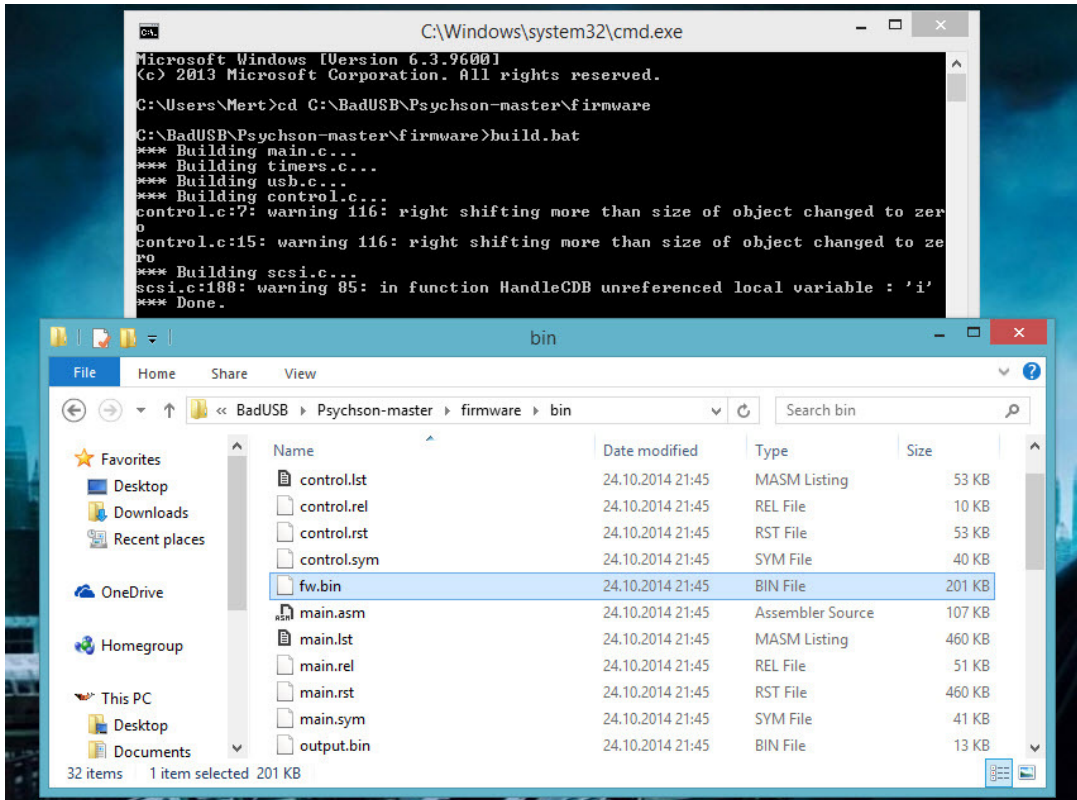 C:\Windows\system32\cmd.exe
Microsoft Windows [Version 6.3.9600]
(c) 2013 Microsoft Corporation. All rights reserved.
C:\Users\Mert>cd C:\BadUSB\Psychson-master\firmware
C:\BadUSB\Psychson-master\firmware>build.bat
*** Building main.c...
*** Building timers.c...
*** Building usb.c...
*** Building control.c...
control.c:7: warning 116: right shifting more than size of object changed to zer
o
control.c:15: warning 116: right shifting more than size of object changed to ze
ro
*** Building scsi.c...
scsi.c:188: warning 85: in function HandleCDB unreferenced local variable : 'i'
*** Done.
bin
File Home Share View
« BadUSB Psychson-master firmware bin Search bin
Favorites
Desktop
Downloads
Recent places
OneDrive
Homegroup
This PC
Desktop
Documents
Name Date modified Type Size
control.lst 24.10.2014 21:45 MASM Listing 53 KB
control.rel 24.10.2014 21:45 REL File 10 KB
control.rst 24.10.2014 21:45 RST File 53 KB
control.sym 24.10.2014 21:45 SYM File 40 KB
fw.bin 24.10.2014 21:45 BIN File 201 KB
main.asm 24.10.2014 21:45 Assembler Source 107 KB
main.lst 24.10.2014 21:45 MASM Listing 460 KB
main.rel 24.10.2014 21:45 REL File 51 KB
main.rst 24.10.2014 21:45 RST File 460 KB
main.sym 24.10.2014 21:45 SYM File 41 KB
output.bin 24.10.2014 21:45 BIN File 13 KB
32 items 1 item selected 201 KB